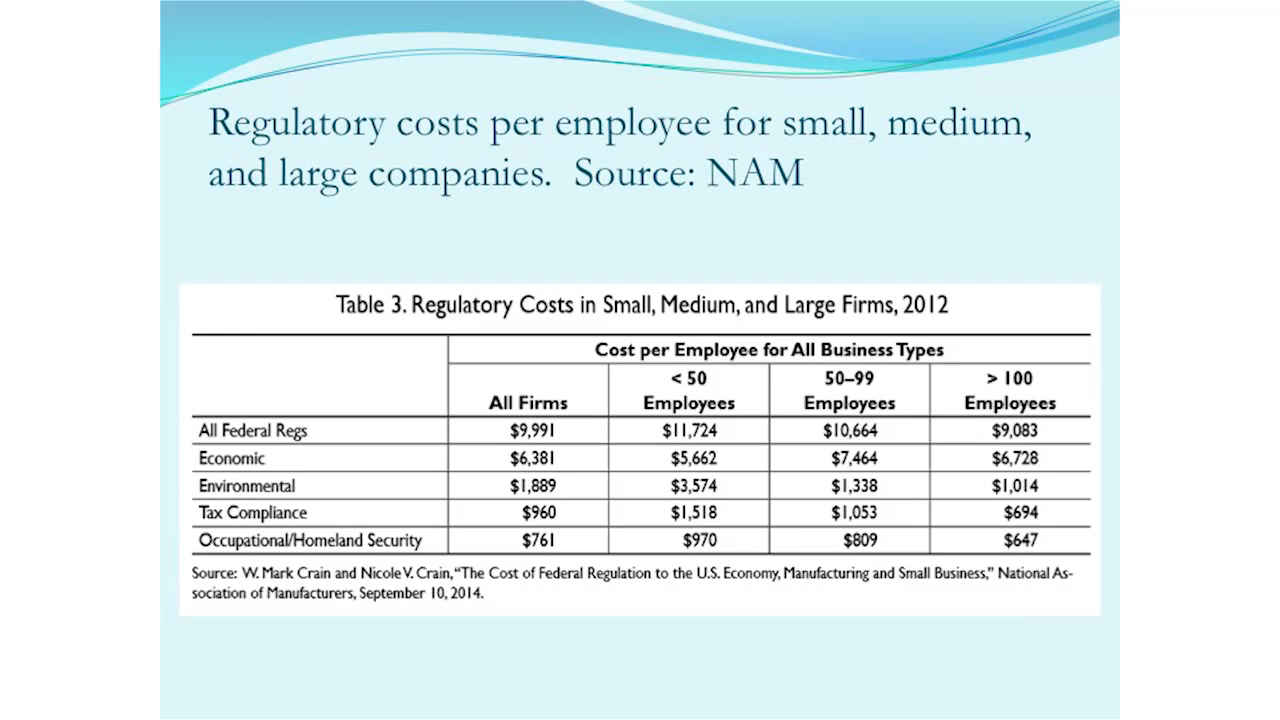 Regulatory costs per employee for small, medium,
and large companies. Source: NAM
Table 3. Regulatory Costs in Small, Medium, and Large Firms, 2012
Cost per Employee for All Business Types
All Firms < 50 Employees 50–99 Employees > 100 Employees
All Federal Regs $9,991 $11,724 $10,664 $9,083
Economic $6,381 $5,662 $7,464 $6,728
Environmental $1,889 $3,574 $1,338 $1,014
Tax Compliance $960 $1,518 $1,053 $694
Occupational/Homeland Security $761 $970 $809 $647
Source: W. Mark Crain and Nicole V. Crain, “The Cost of Federal Regulation to the U.S. Economy, Manufacturing and Small Business,” National As-
sociation of Manufacturers, September 10, 2014.